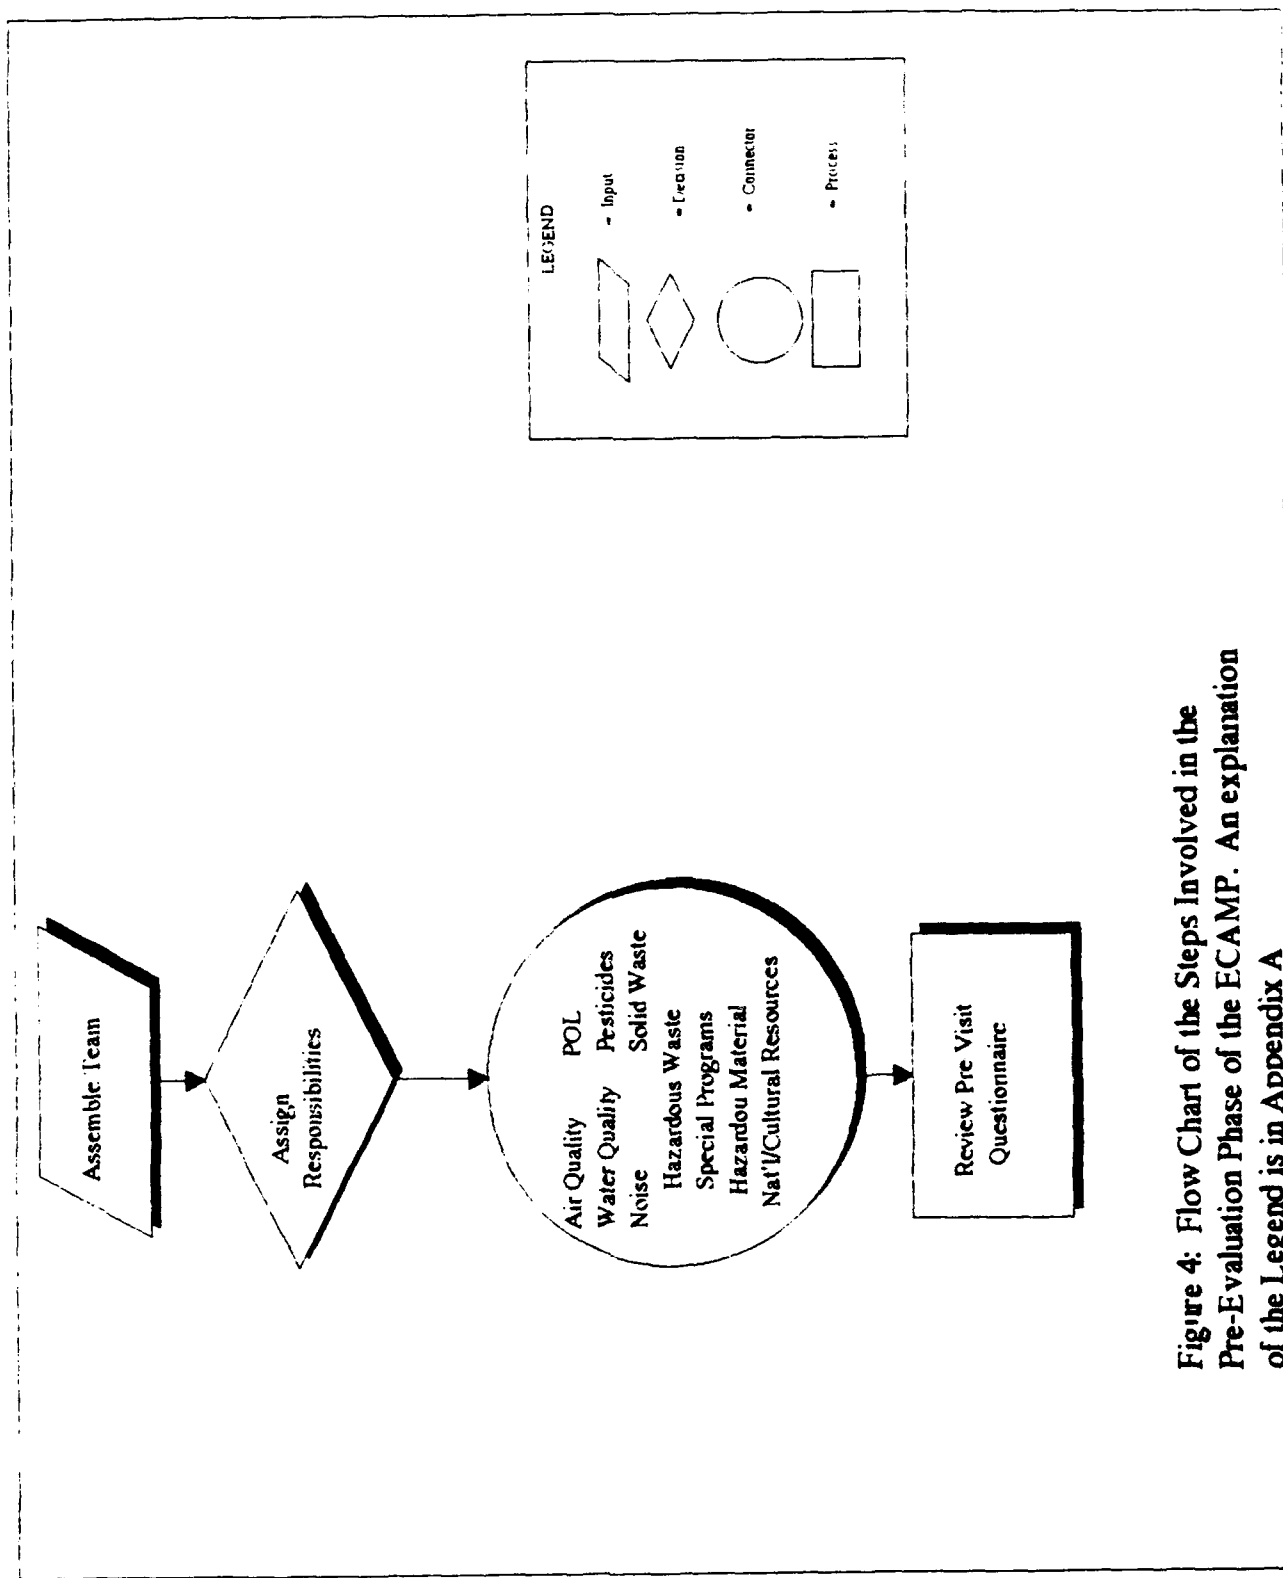 Assemble Team
Assign
Responsibilities
Air Quality POL
Water Quality Pesticides
Noise Solid Waste
Hazardous Waste
Special Programs
Hazardou Material
Nat'l/Cultural Resources
Review Pre Visit
Questionnaire
LEGEND
= Input
= Decision
= Connector
= Process
Figure 4: Flow Chart of the Steps Involved in the
Pre-Evaluation Phase of the ECAMP. An explanation
of the Legend is in Appendix A